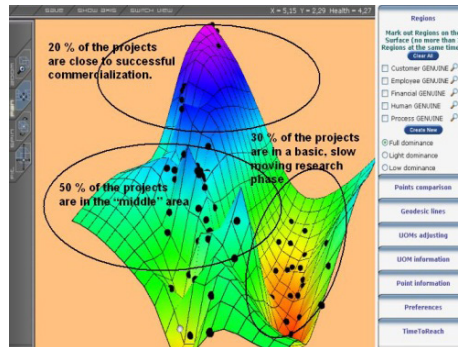 SAVE / SHOW BAG / SWITCH VIEW
X = 5,15 Y = 2,29 Health = 4,27
20 % of the projects
are close to successful
commercialization.
30 % of the projects
are in a basic, slow
moving research
phase
50 % of the projects
are in the “middle” area
Regions
Mark out Regions on the
Surface (no more than
Regions at the same time
Clear All
Customer GENUINE
Employee GENUINE
Financial GENUINE
Human GENUINE
Process GENUINE
Create New
Full dominance
Light dominance
Low dominance
Points comparison
Geodesic lines
UOMs adjusting
UOM information
Point information
Preferences
TimeToReach